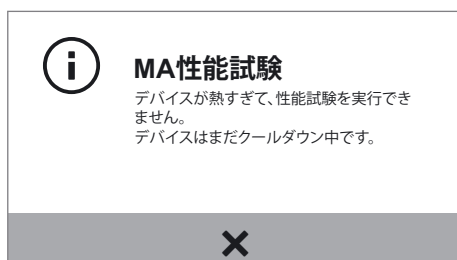 MA性能試験
デバイスが熱すぎて、性能試験を実行でき
ません。
デバイスはまだクールダウン中です。